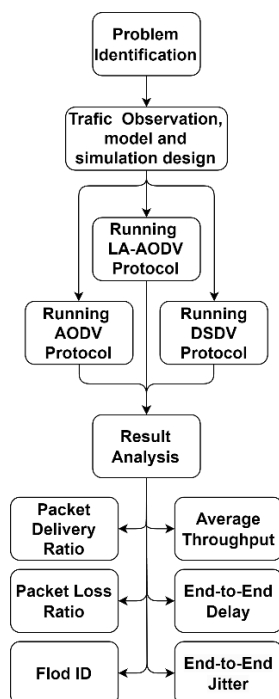 Problem
Identification
Trafic Observation,
model and
simulation design
Running
LA-AODV
Protocol
Running
AODV
Protocol
Running
DSDV
Protocol
Result
Analysis
Packet
Delivery
Ratio
Average
Throughput
Packet Loss
Ratio
End-to-End
Delay
Flod ID
End-to-End
Jitter